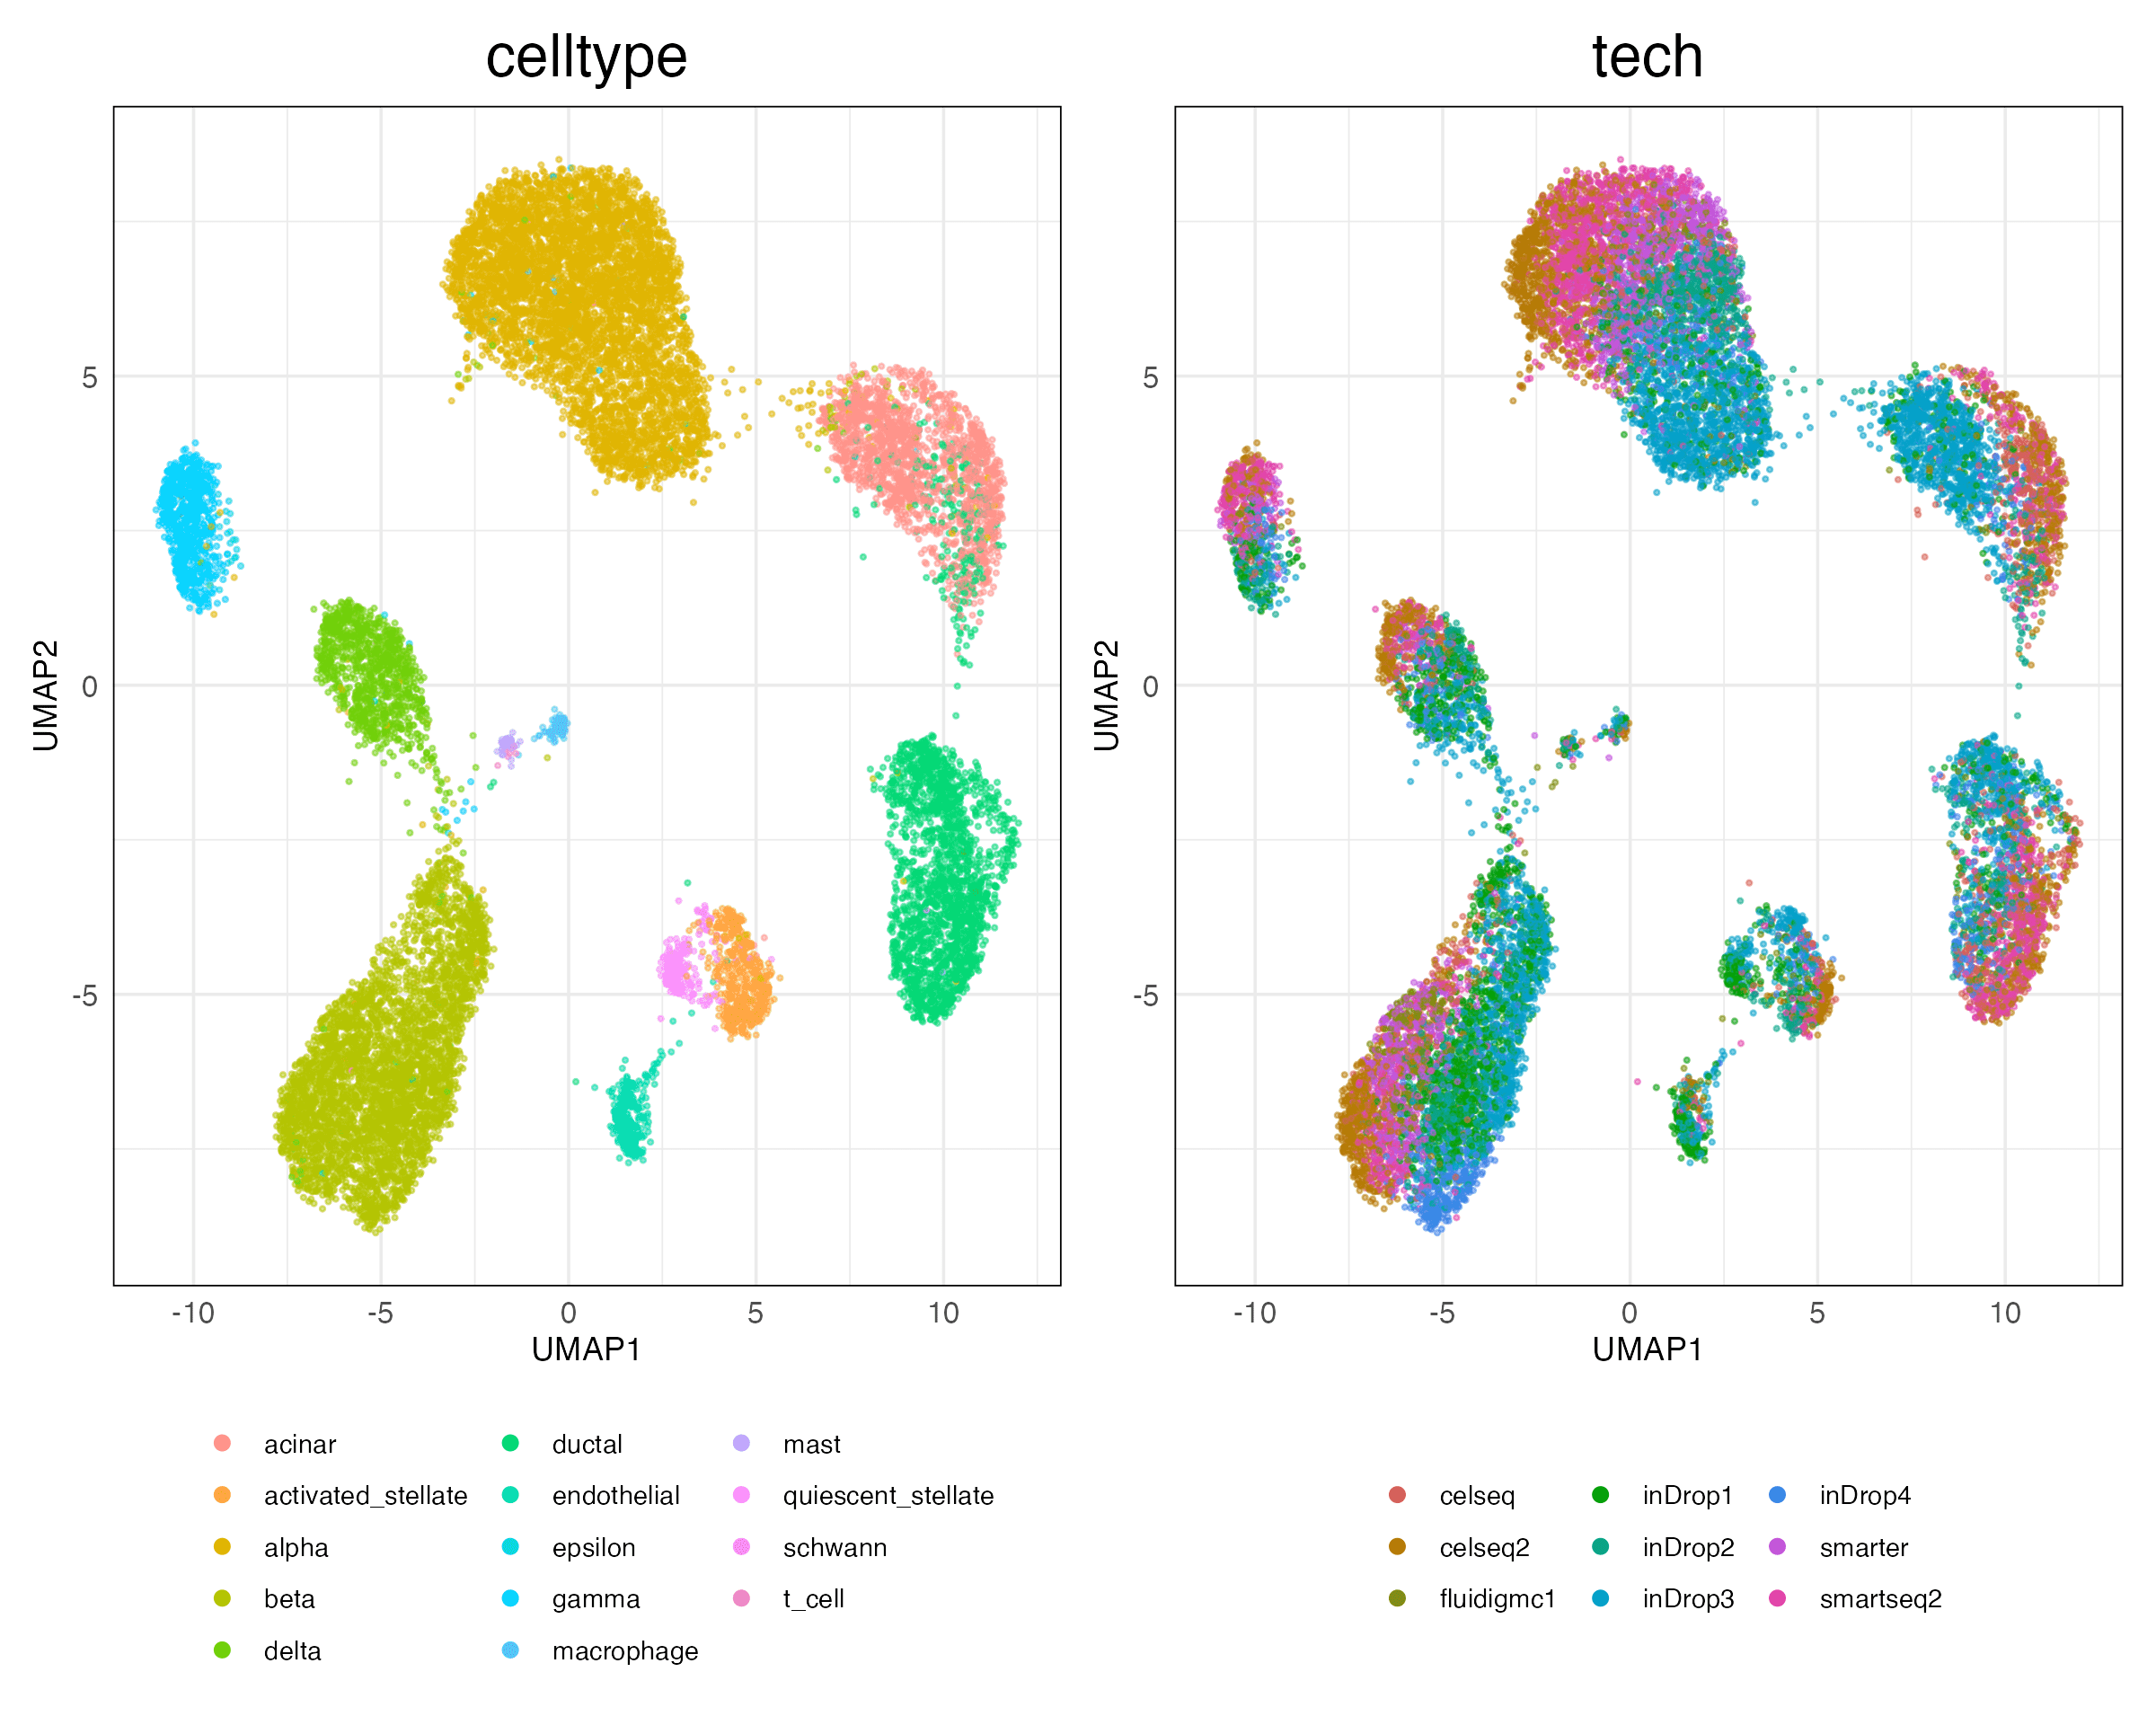 celltype
5
0
-5
UMAP2
-10 -5 0 5 10
UMAP1
acinar
activated_stellate
alpha
beta
delta
ductal
endothelial
epsilon
gamma
macrophage
mast
quiescent_stellate
schwann
t_cell
tech
5
0
-5
UMAP2
-10 -5 0 5 10
UMAP1
celseq
celseq2
fluidigmc1
inDrop1
inDrop2
inDrop3
inDrop4
smarter
smartseq2